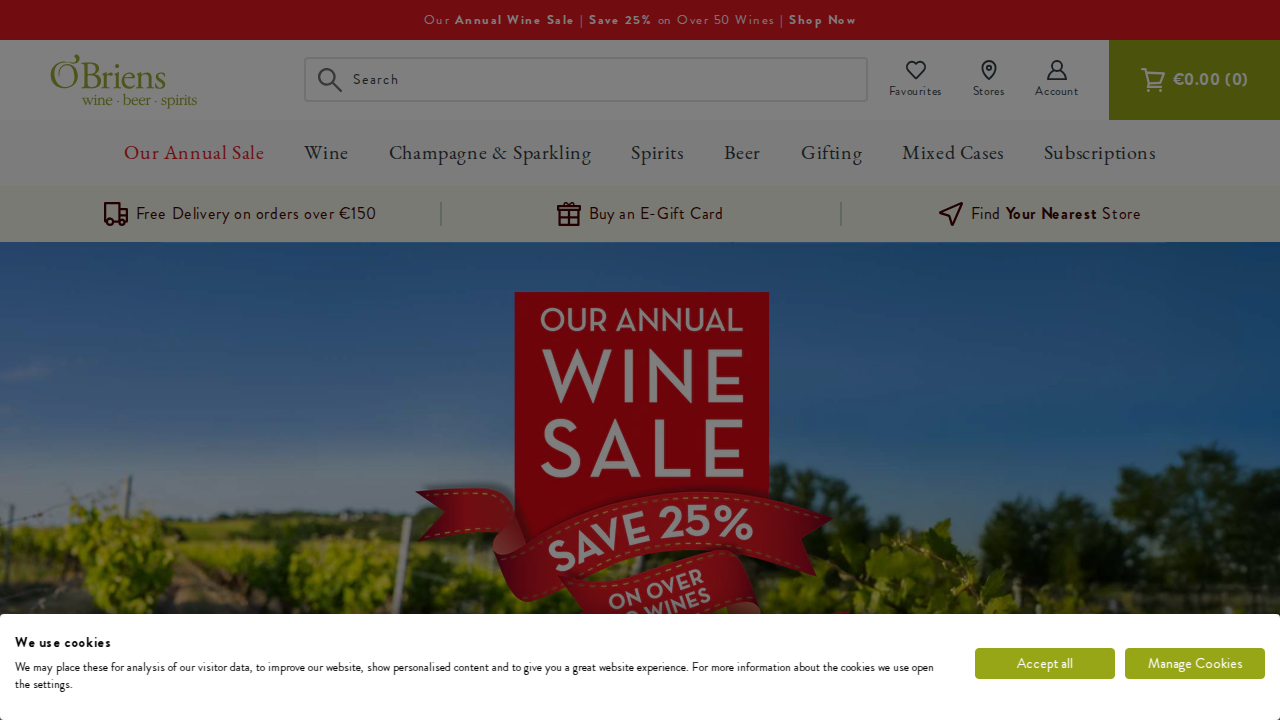 Our Annual Wine Sale | Save 25% on Over 50 Wines | Shop Now
O'Briens
wine · beer · spirits
Search
Favourites
Stores
Account
€0.00 (0)
Our Annual Sale
Wine
Champagne & Sparkling
Spirits
Beer
Gifting
Mixed Cases
Subscriptions
Free Delivery on orders over €150
Buy an E-Gift Card
Find Your Nearest Store
OUR ANNUAL
WINE
SALE
SAVE 25%
ON OVER
WINES
We use cookies
We may place these for analysis of our visitor data, to improve our website, show personalised content and to give you a great website experience. For more information about the cookies we use open
the settings.
Accept all
Manage Cookies